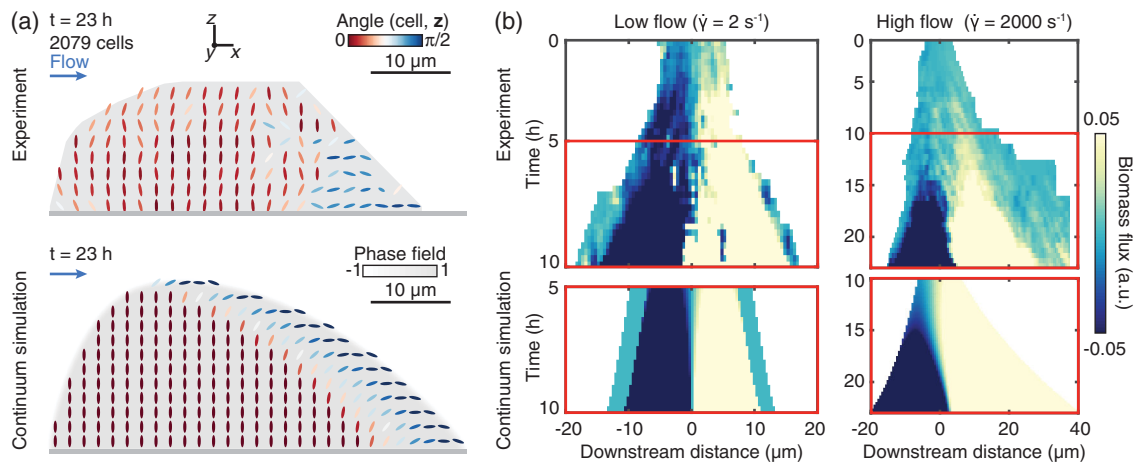 (a)
t = 23 h
2079 cells
Flow
z
y
x
Angle (cell, z)
0
π/2
10 µm
Experiment
t = 23 h
Phase field
-1
1
10 µm
Continuum simulation
(b)
Low flow (γ̇ = 2 s⁻¹)
High flow (γ̇ = 2000 s⁻¹)
Experiment
Time (h)
0
5
10
0
10
15
20
Continuum simulation
Time (h)
5
10
10
15
20
-20 -10 0 10 20
-20 0 20 40
Downstream distance (µm)
Downstream distance (µm)
0.05
-0.05
Biomass flux (a.u.)